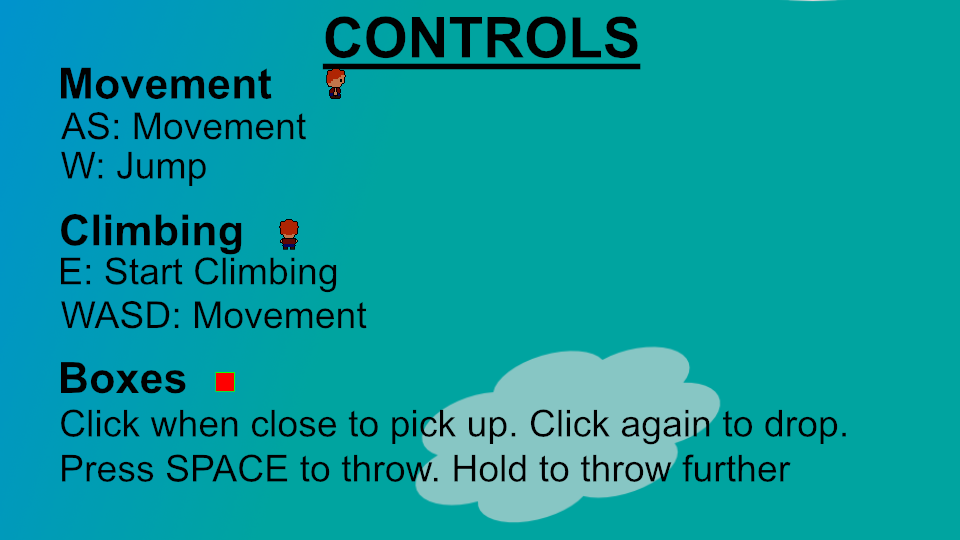 CONTROLS
Movement
AS: Movement
W: Jump
Climbing
E: Start Climbing
WASD: Movement
Boxes
Click when close to pick up. Click again to drop.
Press SPACE to throw. Hold to throw further